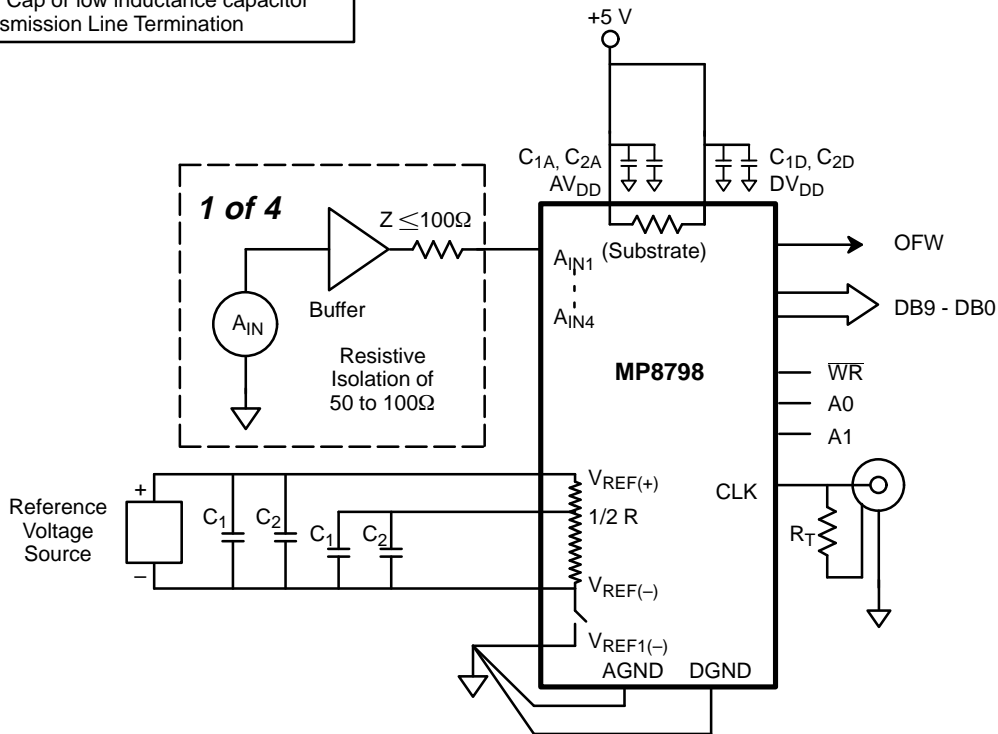 Cap or low inductance capacitor
smission Line Termination
+5 V
C1A, C2A
AVDD
C1D, C2D
DVDD
1 of 4
Z ≤100Ω
Buffer
AIN
Resistive
Isolation of
50 to 100Ω
(Substrate)
AIN1
AIN4
MP8798
OFW
DB9 - DB0
W̅R̅
A0
A1
CLK
RT
Reference
Voltage
Source
+
–
C1
C2
C1
C2
VREF(+)
1/2 R
VREF(–)
VREF1(–)
AGND
DGND